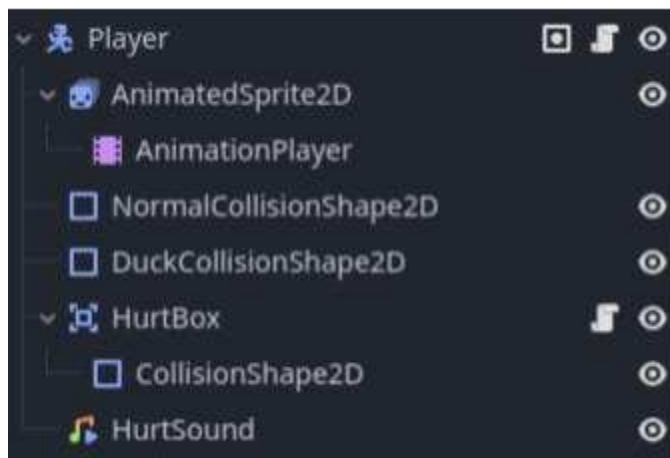 Player
AnimatedSprite2D
AnimationPlayer
NormalCollisionShape2D
DuckCollisionShape2D
HurtBox
CollisionShape2D
HurtSound